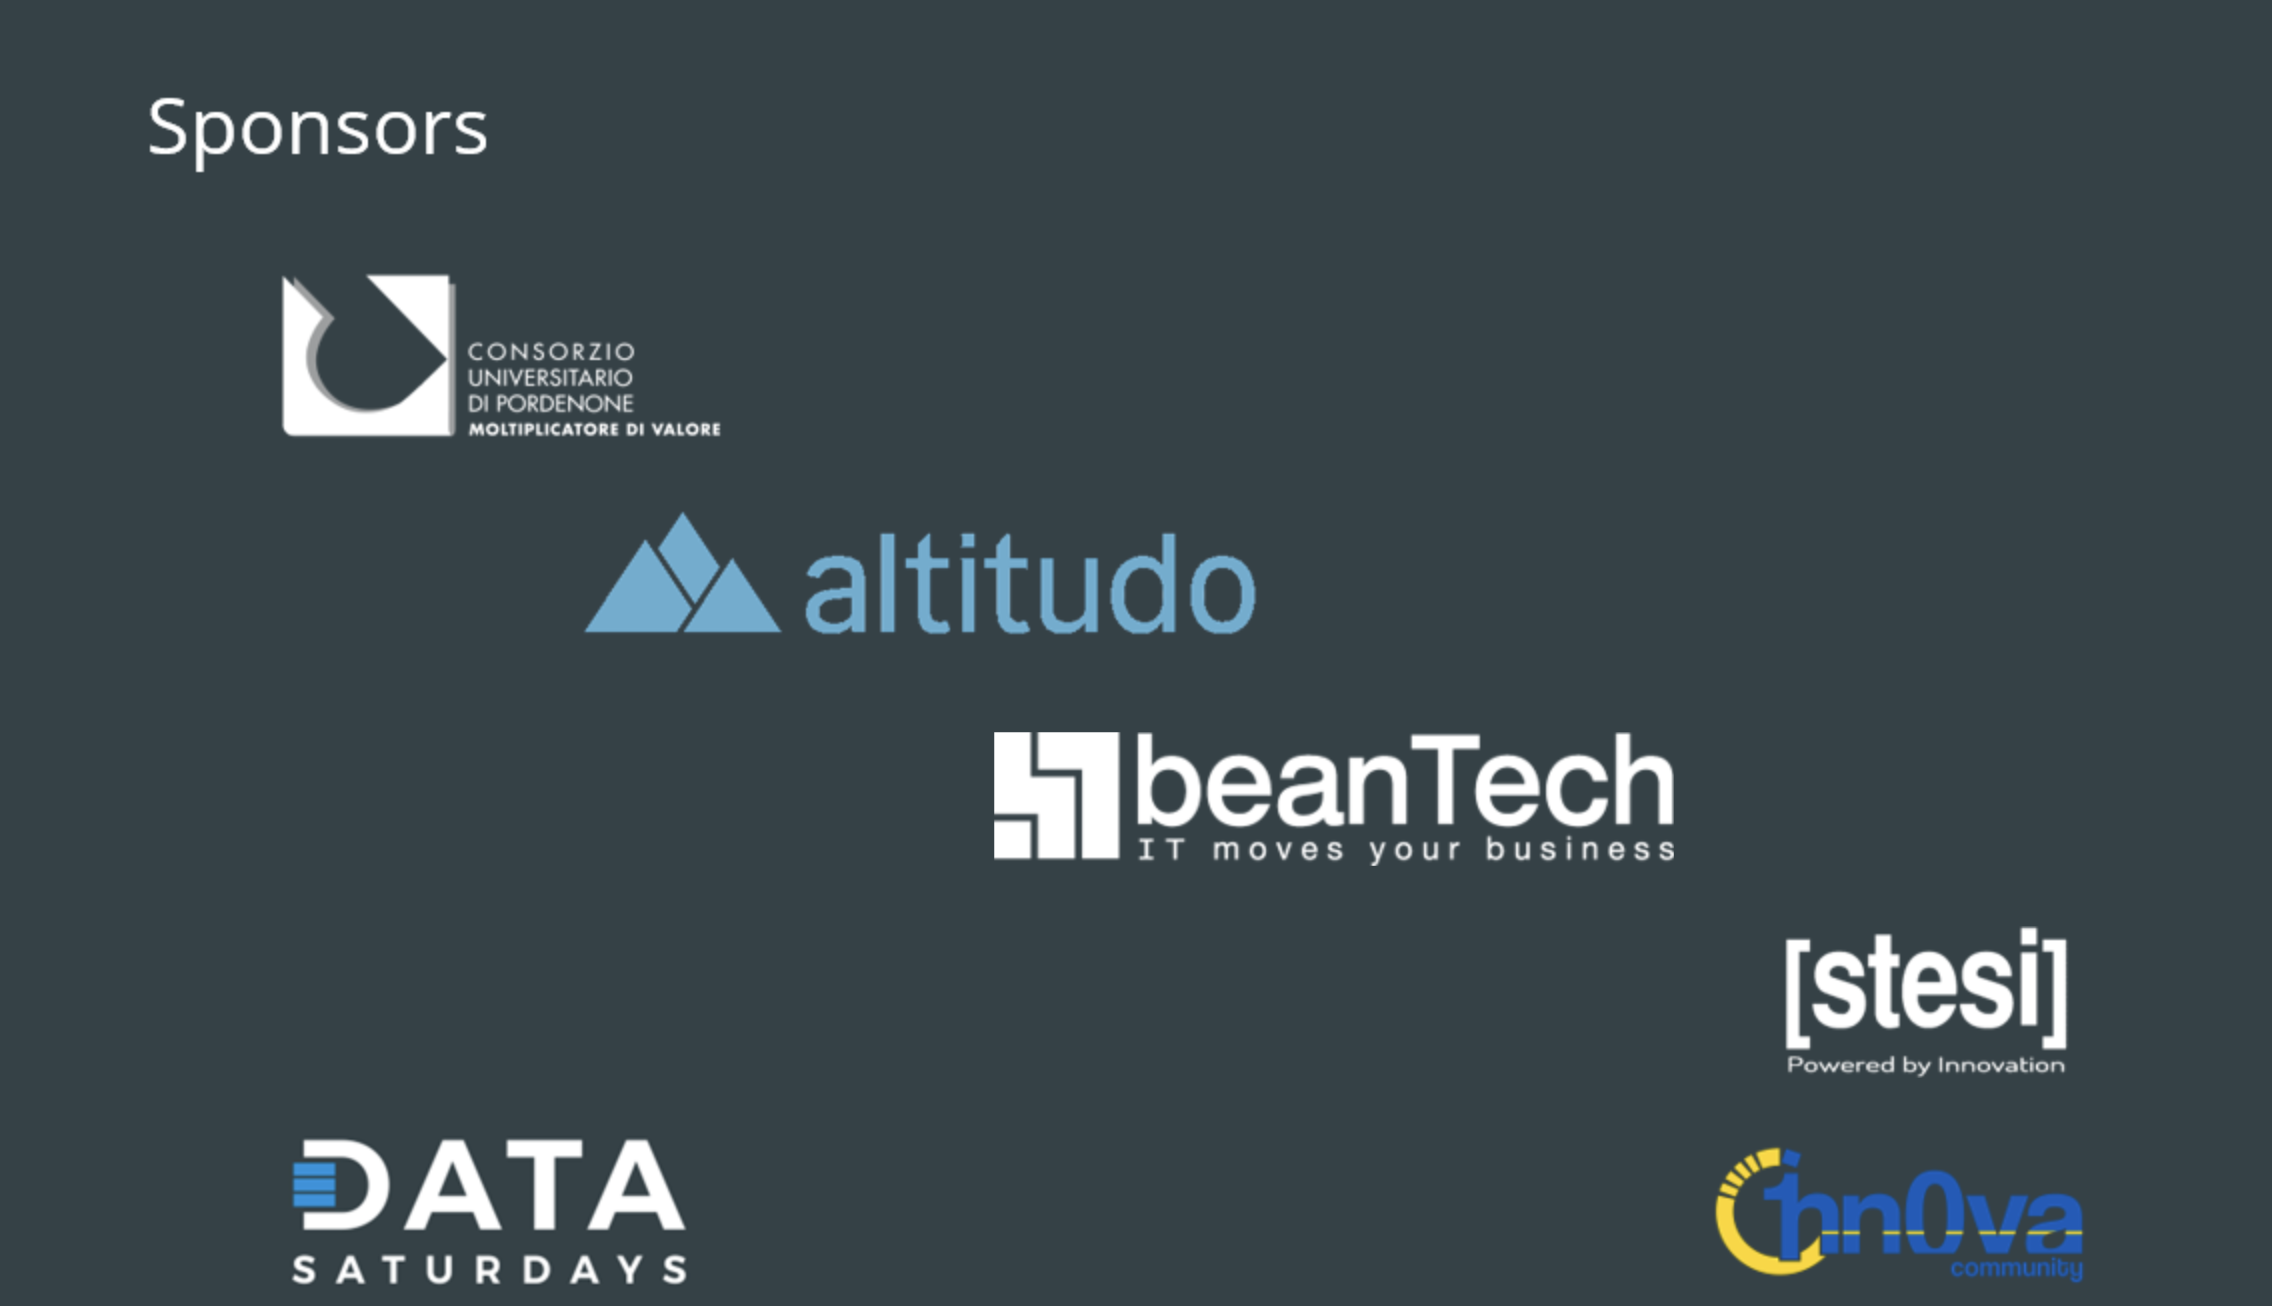 Sponsors
CONSORZIO
UNIVERSITARIO
DI PORDENONE
MOLTIPLICATORE DI VALORE
altitudo
beanTech
IT moves your business
[stesi]
Powered by Innovation
DATA
SATURDAYS
1nn0va
community